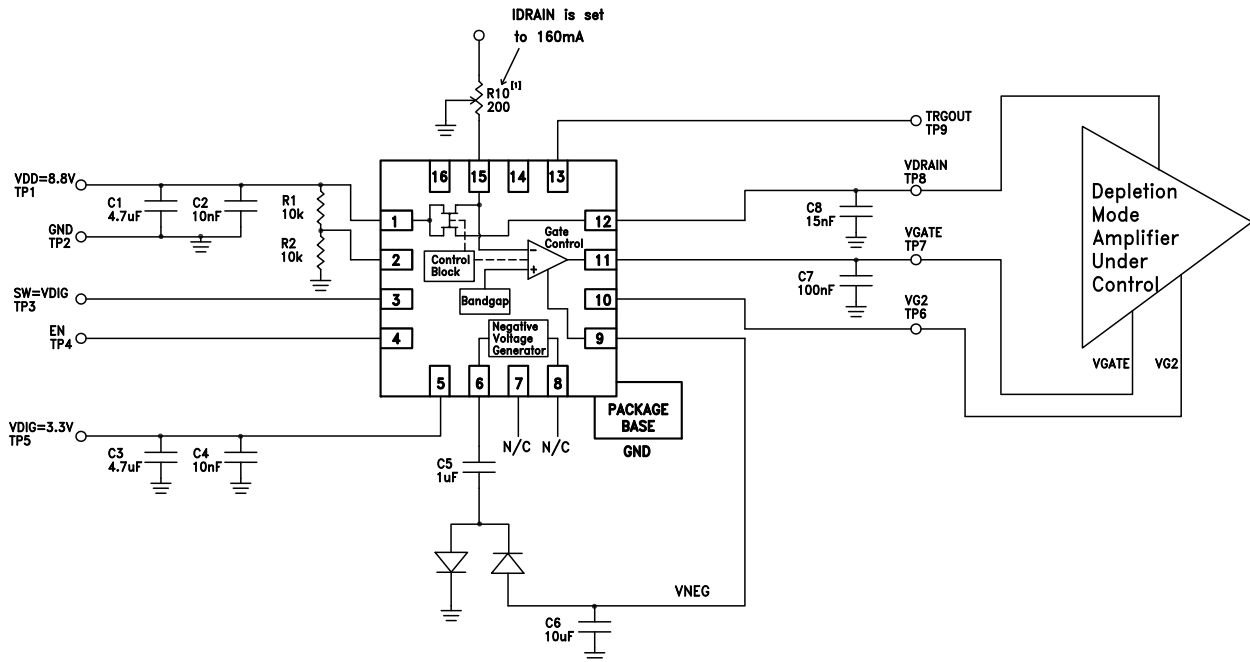 IDRAIN is set
to 160mA
R10[1]
200
TRGOUT
TP9
16
15
14
13
VDD=8.8V
TP1
VDRAIN
TP8
C1
4.7uF
C2
10nF
R1
10k
C8
15nF
Depletion
Mode
Amplifier
Under
Control
1
12
GND
TP2
R2
10k
Gate
Control
VGATE
TP7
2
Control
Block
−
+
11
C7
100nF
SW=VDIG
TP3
3
Bandgap
10
VG2
TP6
EN
TP4
4
Negative
Voltage
Generator
9
VGATE
VG2
5
6
7
8
PACKAGE
BASE
GND
VDIG=3.3V
TP5
N/C
N/C
C3
4.7uF
C4
10nF
C5
1uF
VNEG
C6
10uF